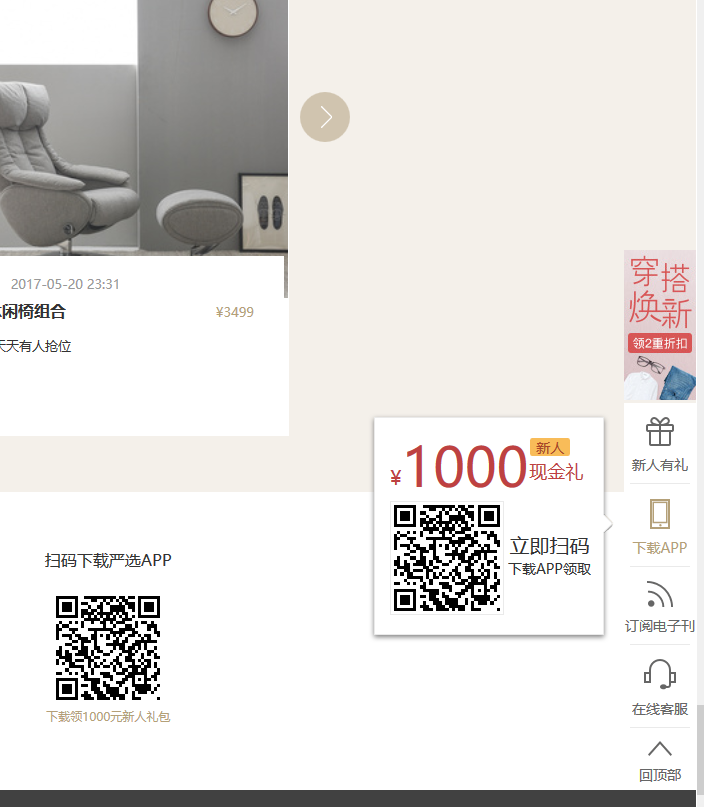 2017-05-20 23:31
闲椅组合
¥3499
天天有人抢位
穿搭
焕新
领2重折扣
新人有礼
下载APP
订阅电子刊
在线客服
回顶部
¥1000
新人
现金礼
立即扫码
下载APP领取
扫码下载严选APP
下载领1000元新人礼包